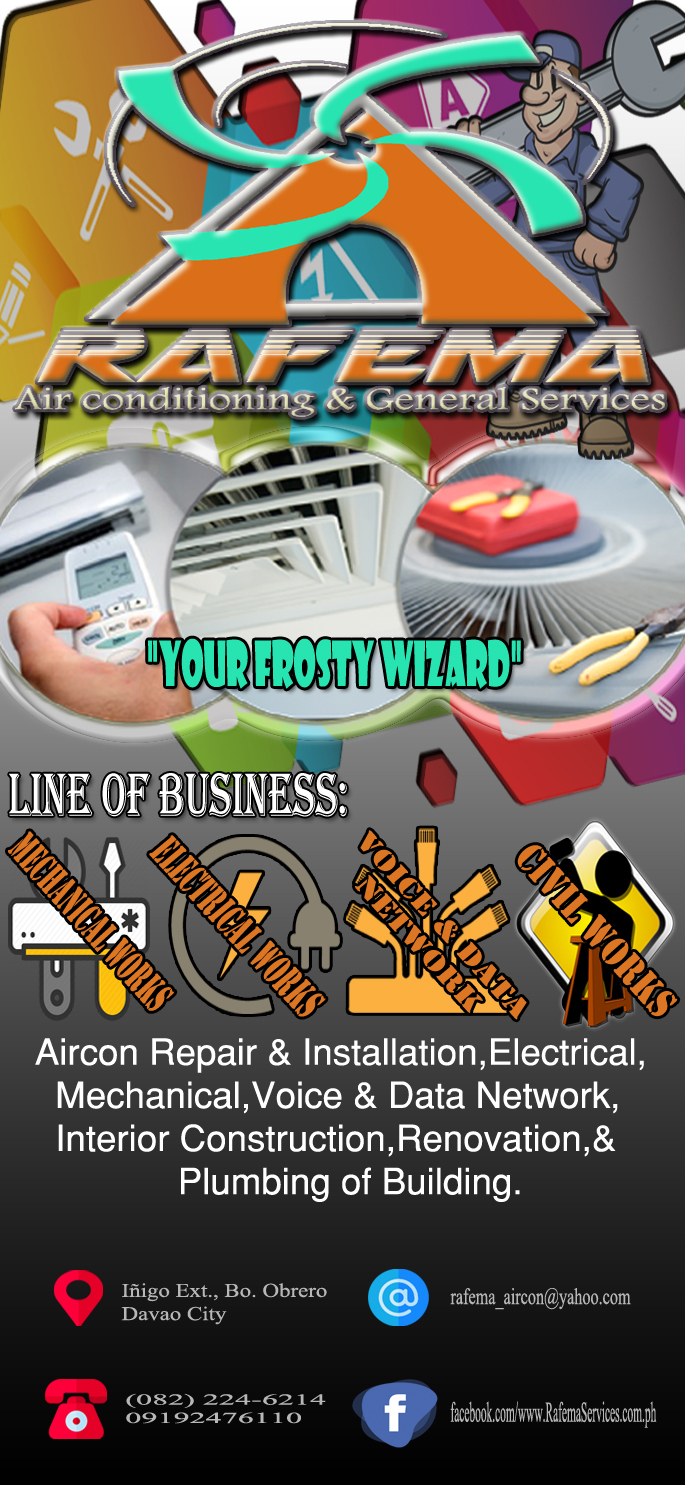 A
RAFEMA
Air conditioning & General Services
"YOUR FROSTY WIZARD"
LINE OF BUSINESS:
MECHANICAL WORKS
ELECTRICAL WORKS
VOICE & DATA
NETWORK
CIVIL WORKS
Aircon Repair & Installation,Electrical,
Mechanical,Voice & Data Network,
Interior Construction,Renovation,&
Plumbing of Building.
Iñigo Ext., Bo. Obrero
Davao City
rafema_aircon@yahoo.com
(082) 224-6214
09192476110
facebook.com/www.RafemaServices.com.ph